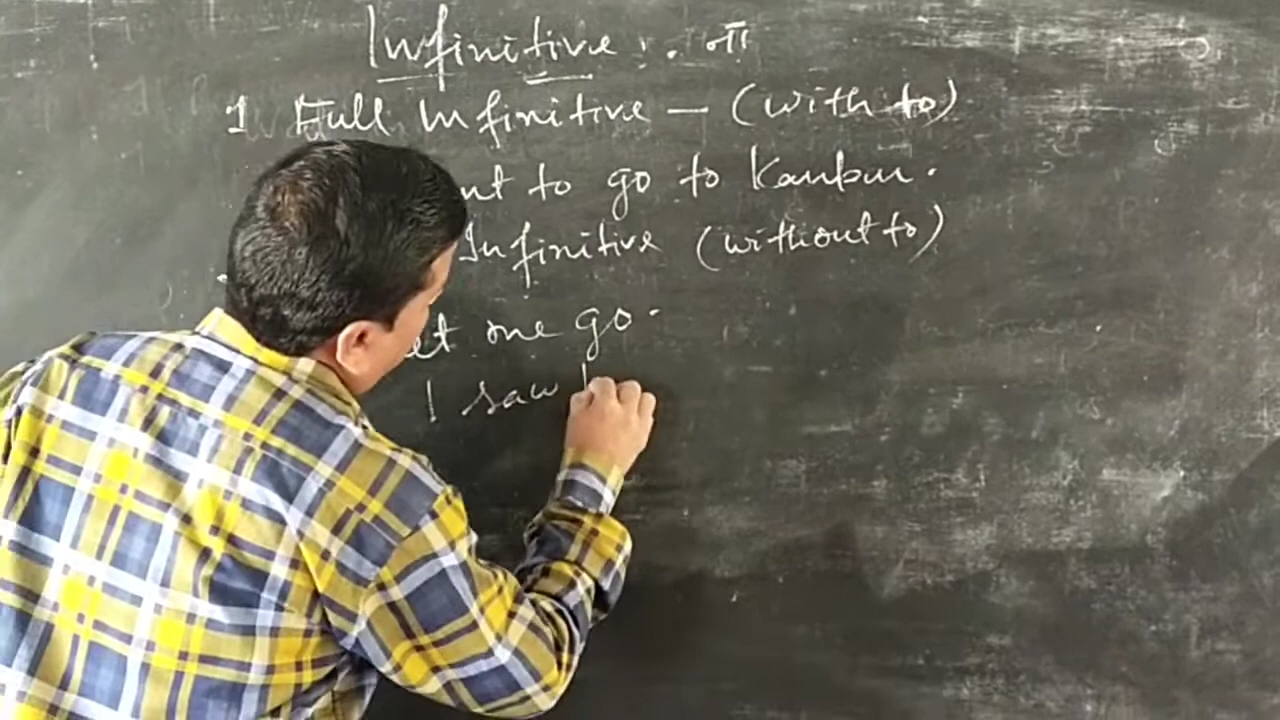 Infinitive :.
1 Full Infinitive — (with to)
nt to go to Kanpur.
Infinitive (without to)
et me go.
I saw h